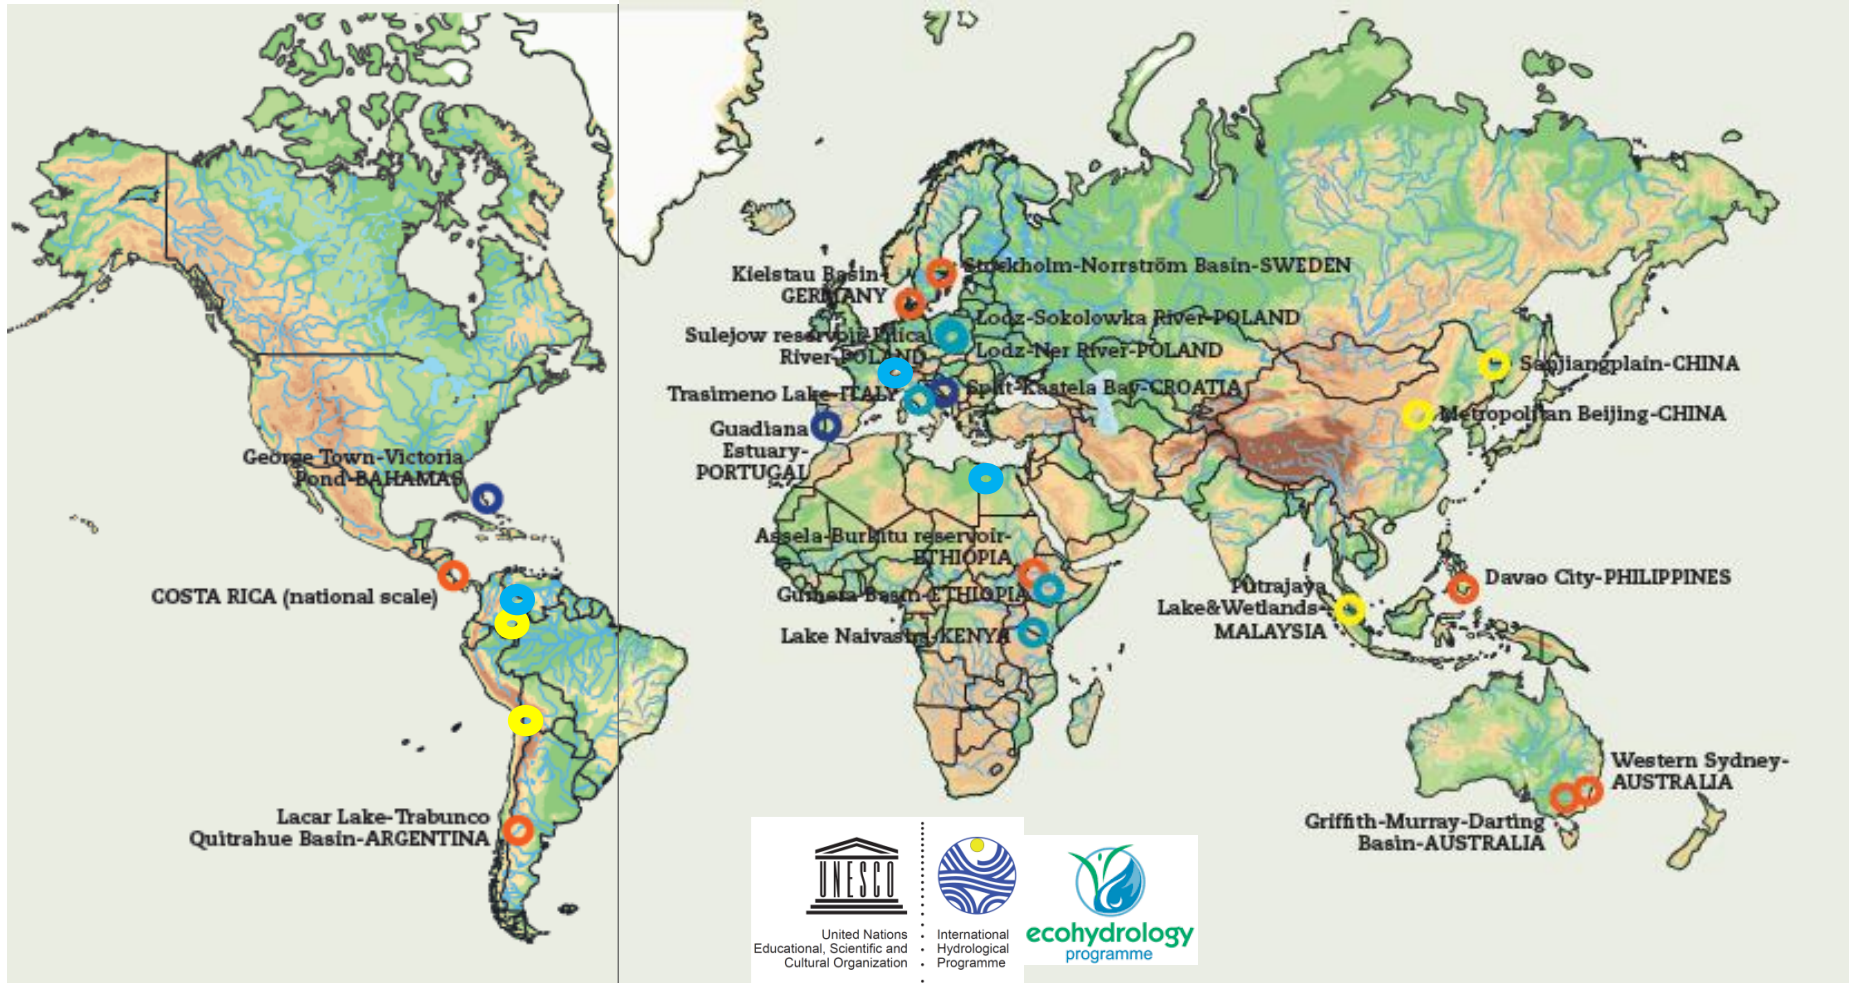 Kielstau Basin-
GERMANY
Stockholm-Norrström Basin-SWEDEN
Lodz-Sokolowka River-POLAND
Sulejow reservoir-Pilica
River-POLAND
Lodz-Ner River-POLAND
Sanjiangplain-CHINA
Trasimeno Lake-ITALY
Split-Kastela Bay-CROATIA
Metropolitan Beijing-CHINA
Guadiana
Estuary-
PORTUGAL
George Town-Victoria
Pond-BAHAMAS
Assela-Burkitu reservoir-
ETHIOPIA
Gumera Basin-ETHIOPIA
Lake Naivasha-KENYA
COSTA RICA (national scale)
Putrajaya
Lake&Wetlands-
MALAYSIA
Davao City-PHILIPPINES
Western Sydney-
AUSTRALIA
Griffith-Murray-Darting
Basin-AUSTRALIA
Lacar Lake-Trabunco
Quitrahue Basin-ARGENTINA
UNESCO
United Nations
Educational, Scientific and
Cultural Organization
International
Hydrological
Programme
ecohydrology
programme